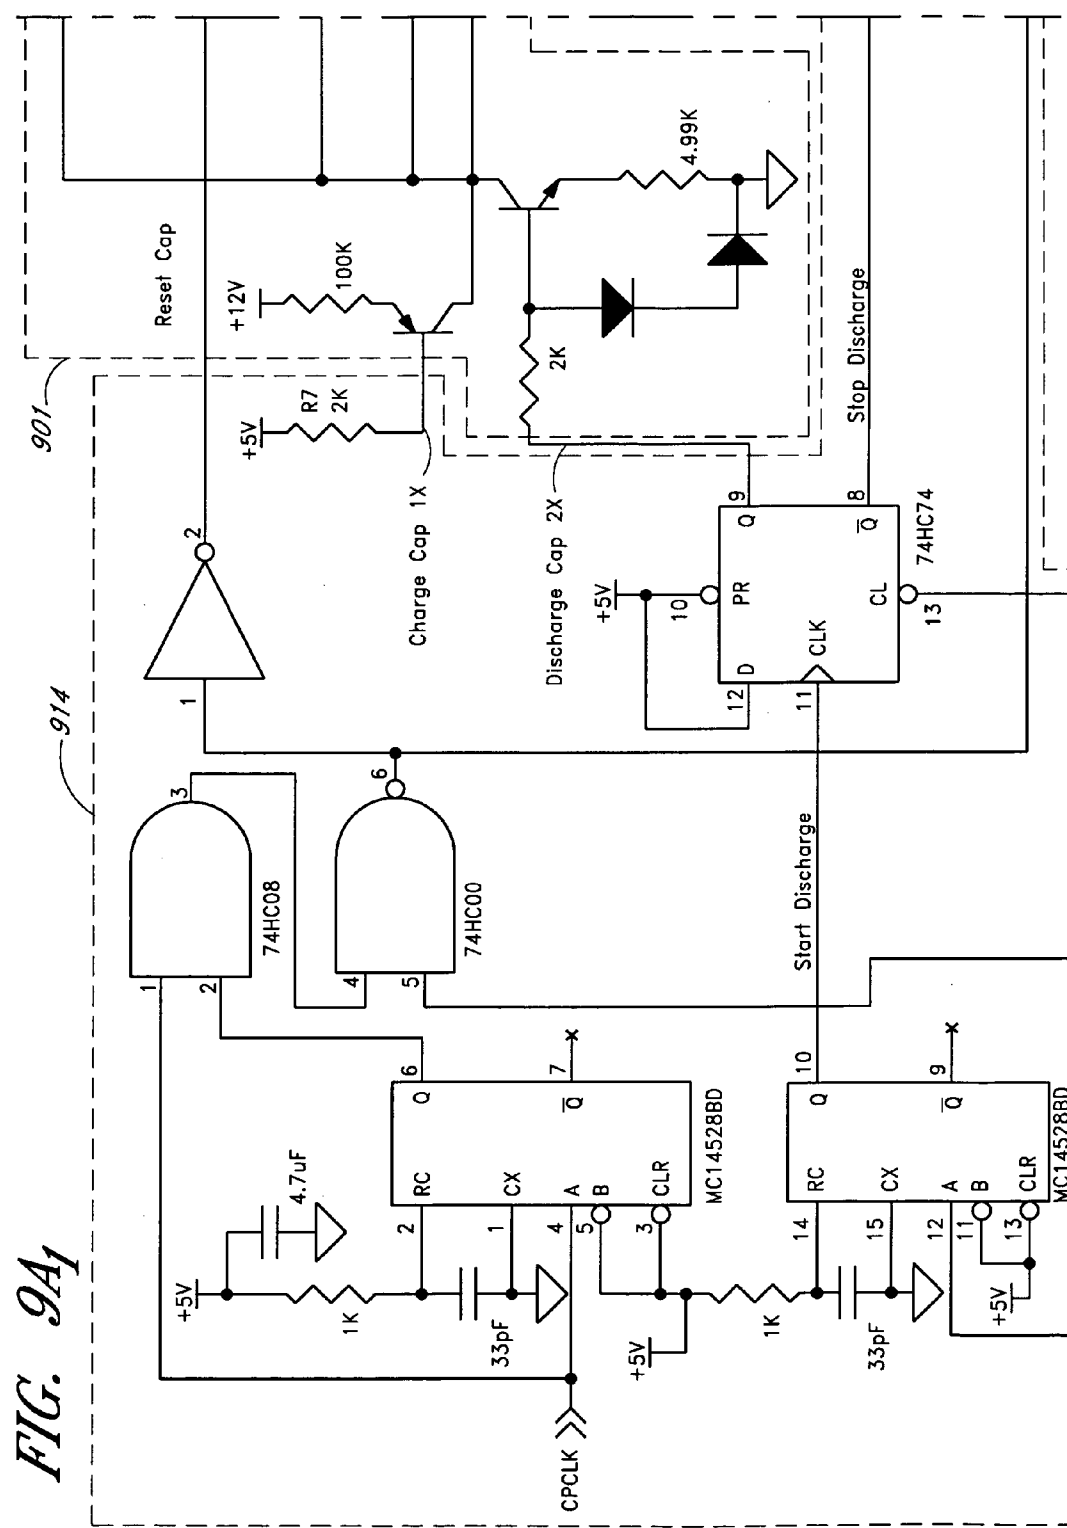 FIG. 9A1
914
901
Reset Cap
+12V
100K
+5V
R7
2K
Charge Cap 1X
Discharge Cap 2X
2K
4.99K
1
2
1
2
3
74HC08
4
5
6
74HC00
+5V
10
PR
12
D
Q
9
11
CLK
CL
13
Q
8
74HC74
Stop Discharge
Start Discharge
+5V
4.7uF
1K
33pF
2
RC
1
CX
4
A
5
B
3
CLR
Q
6
Q
7
MC14528BD
CPCLK
+5V
1K
33pF
14
RC
15
CX
12
A
11
B
13
CLR
Q
10
Q
9
MC14528BD
+5V